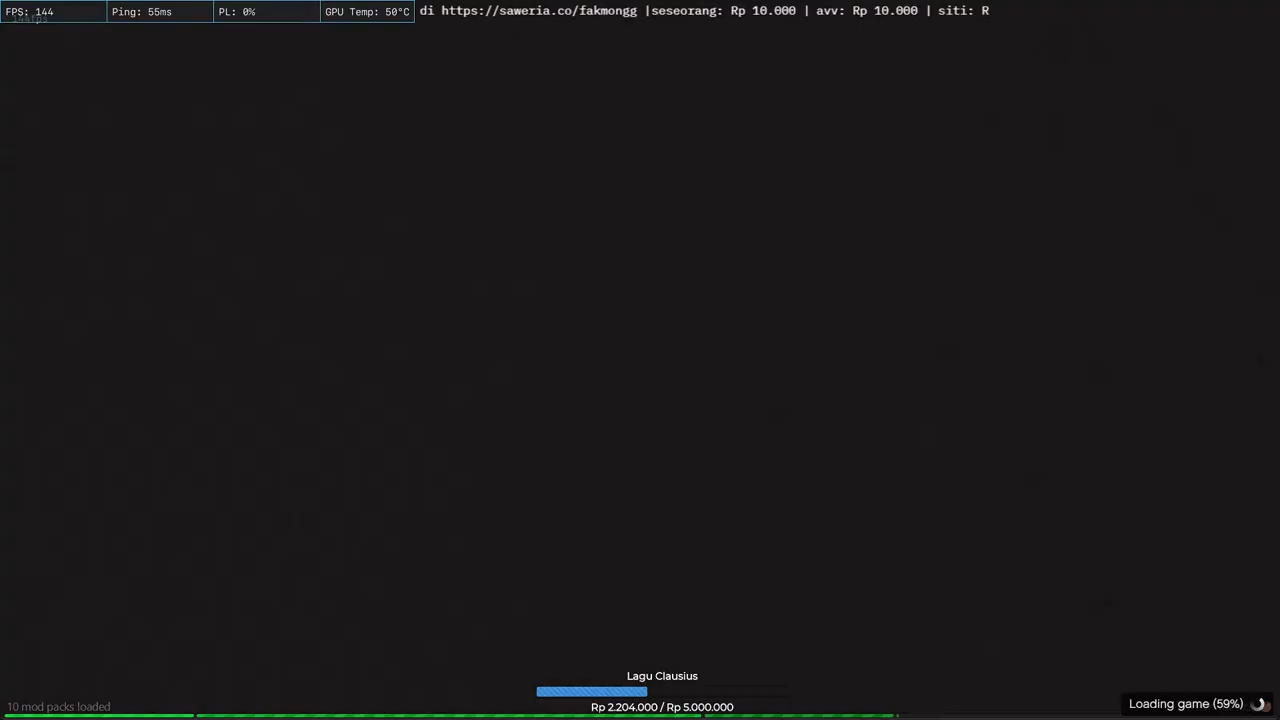 FPS: 144 Ping: 55ms PL: 0% GPU Temp: 50°C di https://saweria.co/fakmongg |seseorang: Rp 10.000 | avv: Rp 10.000 | siti: R
144fps
Lagu Clausius
Rp 2.204.000 / Rp 5.000.000
10 mod packs loaded
Loading game (59%)